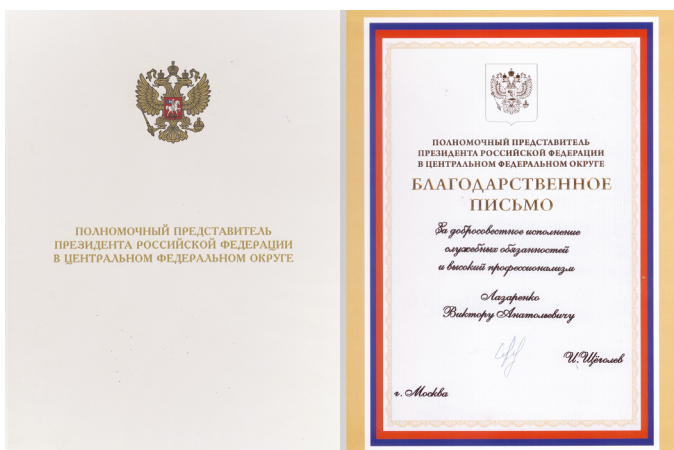 ПОЛНОМОЧНЫЙ ПРЕДСТАВИТЕЛЬ
ПРЕЗИДЕНТА РОССИЙСКОЙ ФЕДЕРАЦИИ
В ЦЕНТРАЛЬНОМ ФЕДЕРАЛЬНОМ ОКРУГЕ
ПОЛНОМОЧНЫЙ ПРЕДСТАВИТЕЛЬ
ПРЕЗИДЕНТА РОССИЙСКОЙ ФЕДЕРАЦИИ
В ЦЕНТРАЛЬНОМ ФЕДЕРАЛЬНОМ ОКРУГЕ
БЛАГОДАРСТВЕННОЕ
ПИСЬМО
За добросовестное исполнение
служебных обязанностей
и высокий профессионализм
Лазаренко
Виктору Анатольевичу
И. Щёголев
г. Москва